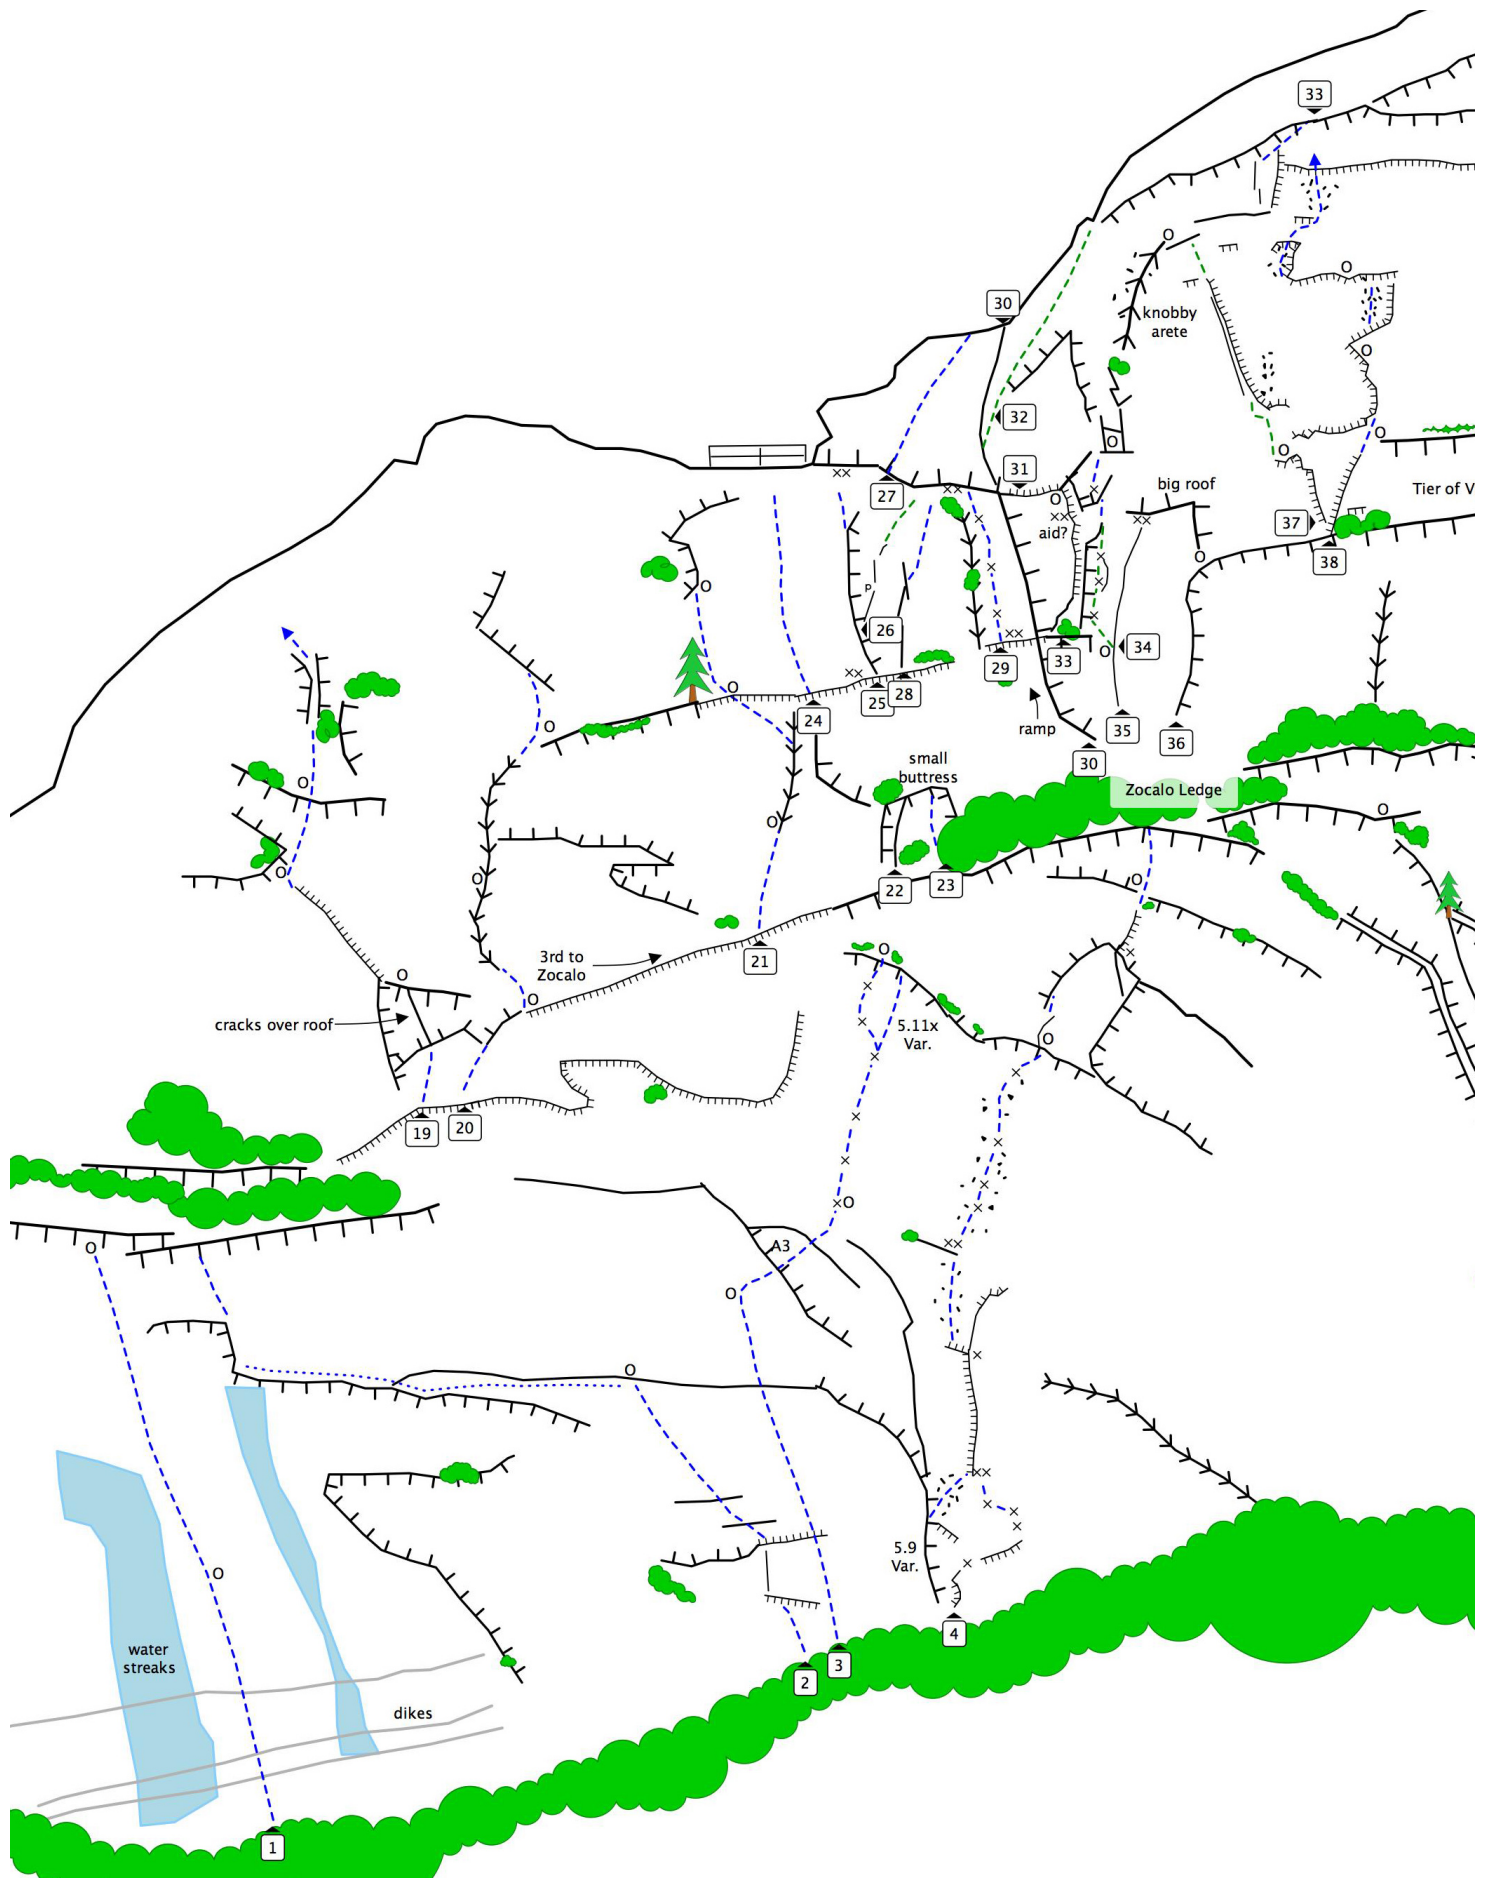 33
30
knobby
arete
32
31
27
big roof
aid?
Tier of V
37
38
P
26
34
33
29
25
28
24
35
36
ramp
30
small
buttress
Zocalo Ledge
22
23
3rd to
Zocalo
21
cracks over roof
5.11x
Var.
19
20
A3
5.9
Var.
water
streaks
dikes
4
3
2
1